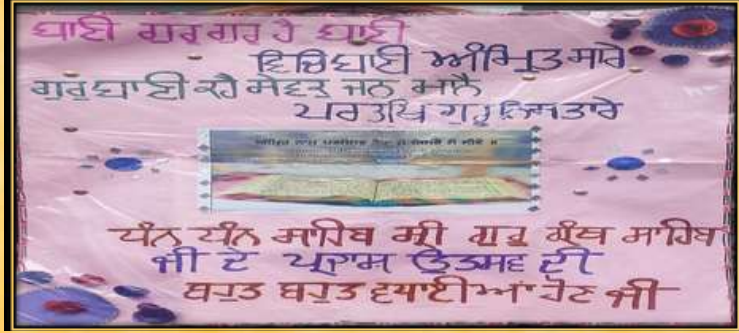 ਬਾਣੀ ਗੁਰੂ ਗੁਰੂ ਹੈ ਬਾਣੀ
ਵਿਚਿ ਬਾਣੀ ਅੰਮ੍ਰਿਤ ਸਾਰੇ
ਗੁਰੁ ਬਾਣੀ ਕਹੈ ਸੇਵਕ ਜਨੁ ਮਾਨੈ
ਪਰਤਖਿ ਗੁਰੂ ਨਿਸਤਾਰੇ
ਧੰਨ ਧੰਨ ਸਾਹਿਬ ਸ੍ਰੀ ਗੁਰੂ ਗ੍ਰੰਥ ਸਾਹਿਬ
ਜੀ ਦੇ ਪ੍ਰਕਾਸ਼ ਉਤਸਵ ਦੀ
ਬਹੁਤ ਬਹੁਤ ਵਧਾਈਆਂ ਹੋਣ ਜੀ